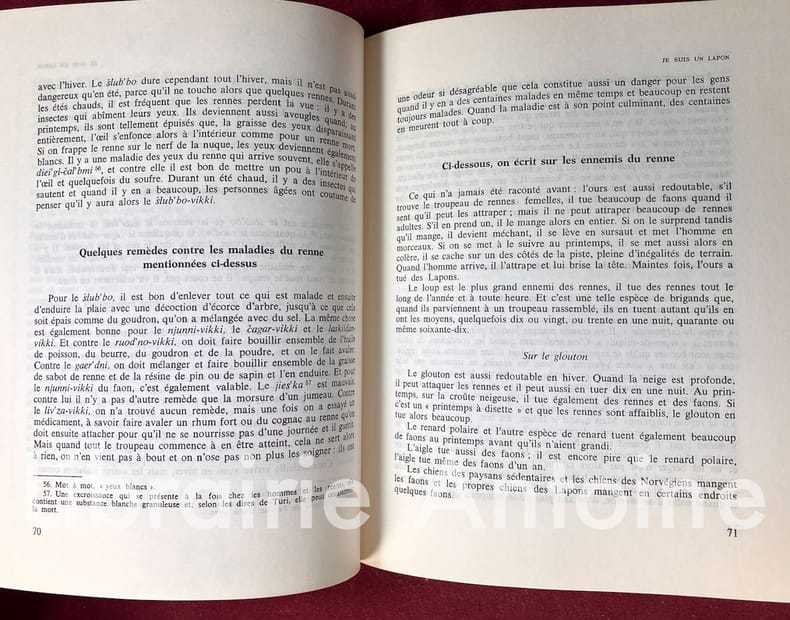 avec l'hiver. Le šlub'bo dure cependant tout l'hiver, mais il n'est pas aussi
dangereux qu'en été, parce qu'il ne touche alors que quelques rennes. Durant
les étés chauds, il est fréquent que les rennes perdent la vue : il y a des
insectes qui abîment leurs yeux. Ils deviennent aussi aveugles quand, au
printemps, ils sont tellement épuisés que, la graisse des yeux disparaissant
entièrement, l'œil s'enfonce alors à l'intérieur comme pour un renne mort.
Si on frappe le renne sur le nerf de la nuque, les yeux deviennent également
blancs. Il y a une maladie des yeux du renne qui arrive souvent, elle s'appelle
diei'gi-čal'bmi 56, et contre elle il est bon de mettre un pou à l'intérieur de
l'œil et quelquefois du soufre. Durant un été chaud, il y a des insectes qui
sautent et quand il y en a beaucoup, les personnes âgées ont coutume de
penser qu'il y aura alors le šlub'bo-vikki.
Quelques remèdes contre les maladies du renne
mentionnées ci-dessus
Pour le šlub'bo, il est bon d'enlever tout ce qui est malade et ensuite
d'enduire la plaie avec une décoction d'écorce d'arbre, jusqu'à ce que cela
soit épais comme du goudron, qu'on a mélangée avec du sel. La même chose
est également bonne pour le njunni-vikki, le čagar-vikki et le laskiidan-
vikki. Et contre le ruod'no-vikki, on doit faire bouillir ensemble de l'huile
de poisson, du beurre, du goudron et de la poudre, et on le fait avaler.
Contre le gaer'dni, on doit mélanger et faire bouillir ensemble de la graisse
de sabot de renne et de la résine de pin ou de sapin et l'en enduire. Et pour
le njunni-vikki du faon, c'est également valable. Le jies'ka 57 est mauvais,
contre lui il n'y a pas d'autre remède que la morsure d'un jumeau. Contre
le liv'za-vikki, on n'a trouvé aucun remède, mais une fois on a essayé un
médicament, à savoir faire avaler un rhum fort ou du cognac au renne qu'on
doit ensuite attacher pour qu'il ne se nourrisse pas d'une journée et il guérit.
Mais quand tout le troupeau commence à en être atteint, cela ne sert alors
à rien, on n'en vient pas à bout et on n'ose pas non plus les soigner : ils ont
56. Mot à mot, « yeux blancs ».
57. Une excroissance qui se présente à la fois chez les hommes et les rennes, et
contient une substance blanche granuleuse et, selon les dires de Turi, elle peut occasionner
la mort.
70
JE SUIS UN LAPON
une odeur si désagréable que cela constitue aussi un danger pour les gens
quand il y en a des centaines malades en même temps et beaucoup en restent
toujours malades. Quand la maladie est à son point culminant, des centaines
en meurent tout à coup.
Ci-dessous, on écrit sur les ennemis du renne
Ce qui n'a jamais été raconté avant : l'ours est aussi redoutable, s'il
trouve le troupeau de rennes femelles, il tue beaucoup de faons quand il
sent qu'il peut les attraper ; mais il ne peut attraper beaucoup de rennes
adultes. S'il en prend un, il le mange alors en entier. Si on le surprend tandis
qu'il mange, il devient méchant, il se lève en sursaut et met l'homme en
morceaux. Si on se met à le suivre au printemps, il se met aussi alors en
colère, il se cache sur des côtés de la piste, pleine d'inégalités de terrain.
Quand l'homme arrive, il l'attrape et lui brise la tête. Maintes fois, l'ours a
tué des Lapons.
Le loup est le plus grand ennemi des rennes, il tue des rennes tout le
long de l'année et à toute heure. Et c'est une telle espèce de brigands que,
quand ils parviennent à un troupeau rassemblé, ils en tuent autant qu'ils en
ont les moyens, quelquefois dix ou vingt, ou trente en une nuit, quarante ou
même soixante-dix.
Sur le glouton
Le glouton est aussi redoutable en hiver. Quand la neige est profonde,
il peut attaquer les rennes et il peut aussi en tuer dix en une nuit. Au prin-
temps, sur la croûte neigeuse, il tue également des rennes et des faons. Si
c'est un « printemps à disette » et que les rennes sont affaiblis, le glouton en
tue alors beaucoup.
Le renard polaire et l'autre espèce de renard tuent également beaucoup
de faons au printemps avant qu'ils n'aient grandi.
L'aigle tue aussi des faons ; il est encore pire que le renard polaire,
l'aigle tue même des faons d'un an.
Les chiens des paysans sédentaires et les chiens des Norvégiens mangent
les faons et les propres chiens des Lapons mangent en certains endroits
quelques faons.
71
Librairie Antoine